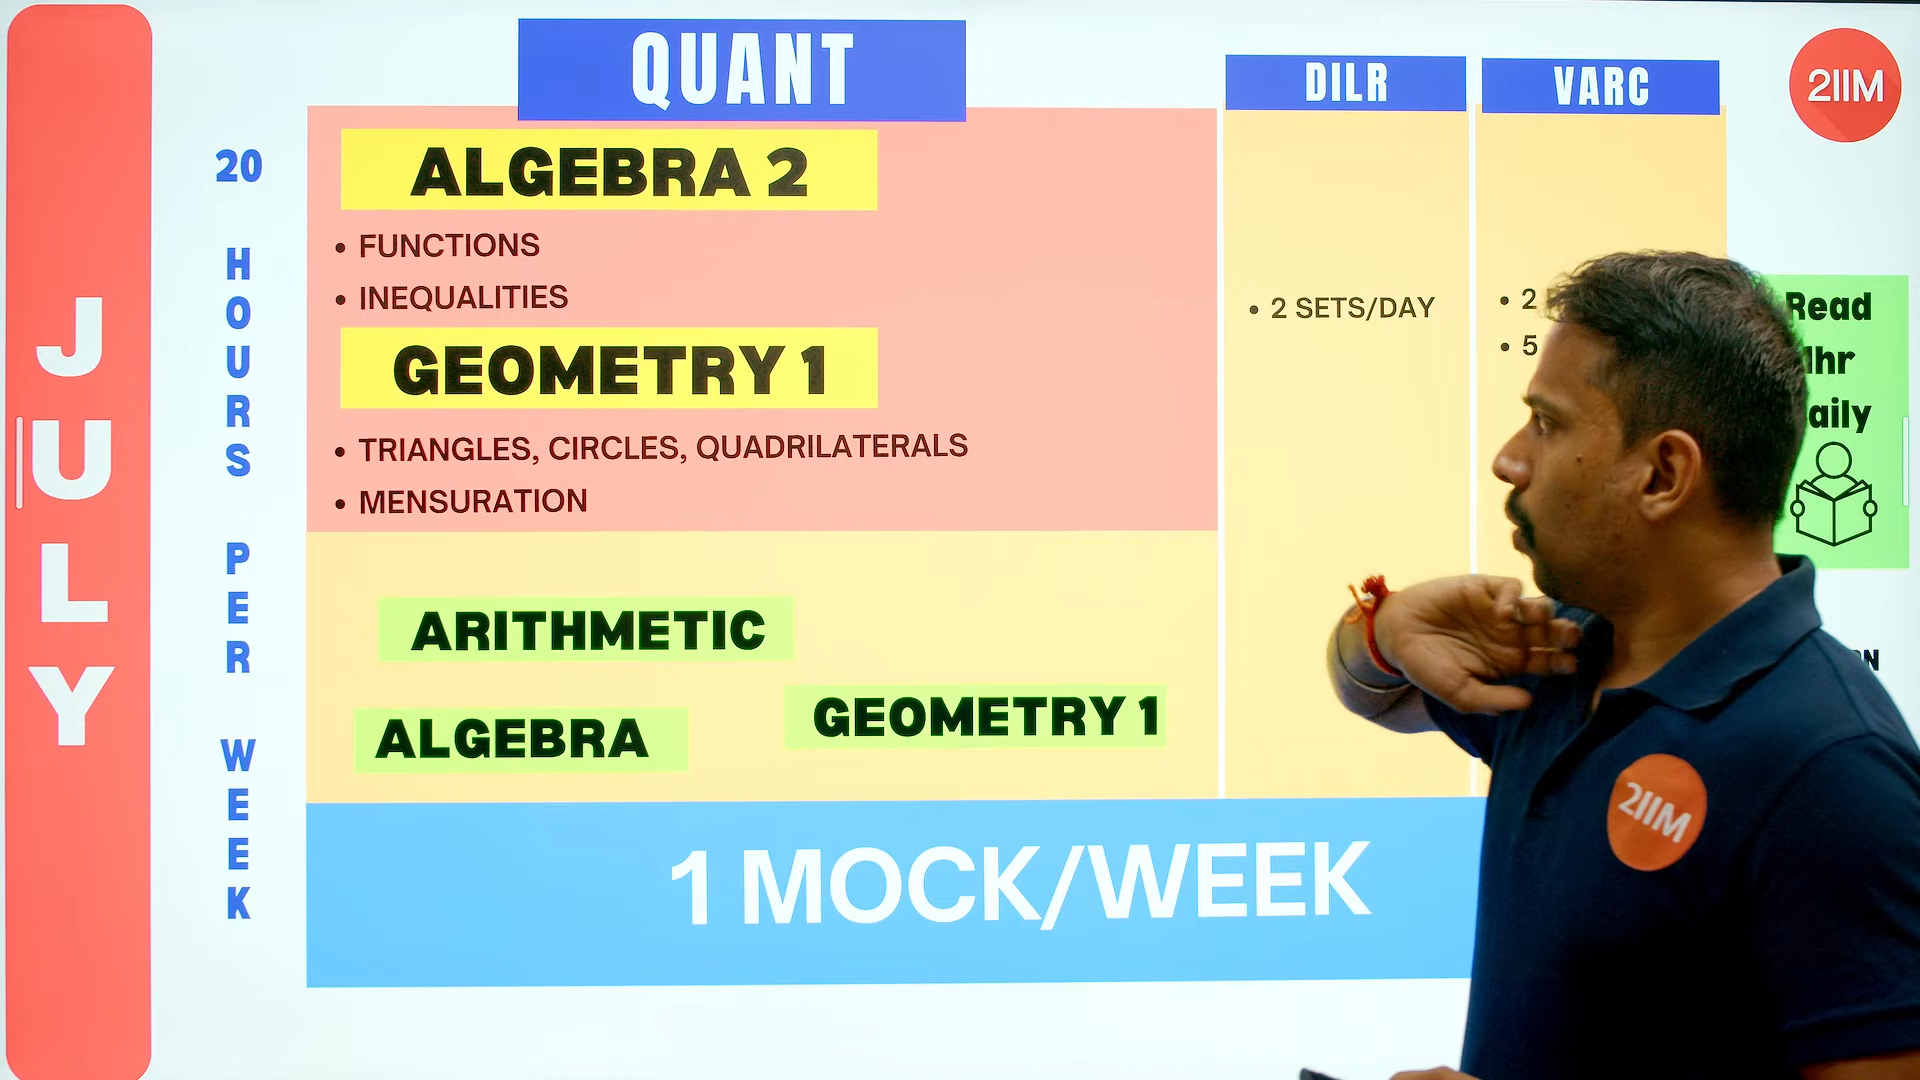 JULY
20 HOURS PER WEEK
QUANT
ALGEBRA 2
• FUNCTIONS
• INEQUALITIES
GEOMETRY 1
• TRIANGLES, CIRCLES, QUADRILATERALS
• MENSURATION
ARITHMETIC
ALGEBRA
GEOMETRY 1
DILR
• 2 SETS/DAY
VARC
• 2
• 5
1 MOCK/WEEK
2IIM
Read
1hr
2IIM